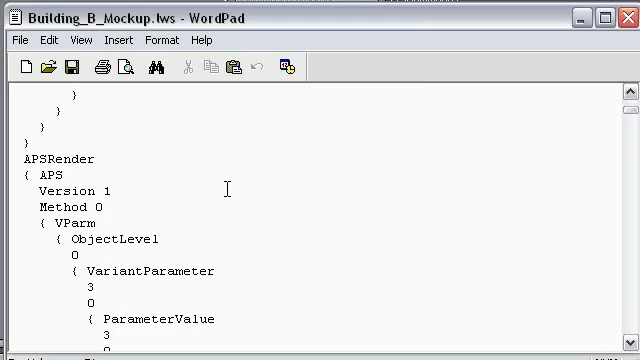 Building_B_Mockup.lws - WordPad
File Edit View Insert Format Help
}
}
}
}
APSRender
{ APS
Version 1
Method 0
{ VParm
{ ObjectLevel
0
{ VariantParameter
3
0
{ ParameterValue
3